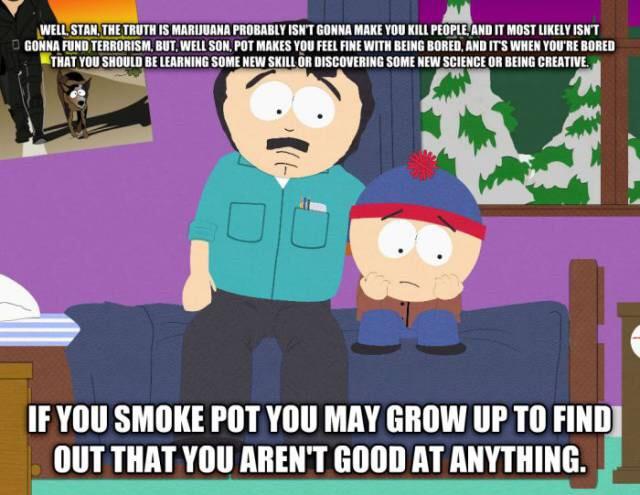 WELL, STAN, THE TRUTH IS MARIJUANA PROBABLY ISN'T GONNA MAKE YOU KILL PEOPLE, AND IT MOST LIKELY ISN'T
GONNA FUND TERRORISM, BUT, WELL SON, POT MAKES YOU FEEL FINE WITH BEING BORED, AND IT'S WHEN YOU'RE BORED
THAT YOU SHOULD BE LEARNING SOME NEW SKILL OR DISCOVERING SOME NEW SCIENCE OR BEING CREATIVE.
IF YOU SMOKE POT YOU MAY GROW UP TO FIND
OUT THAT YOU AREN'T GOOD AT ANYTHING.